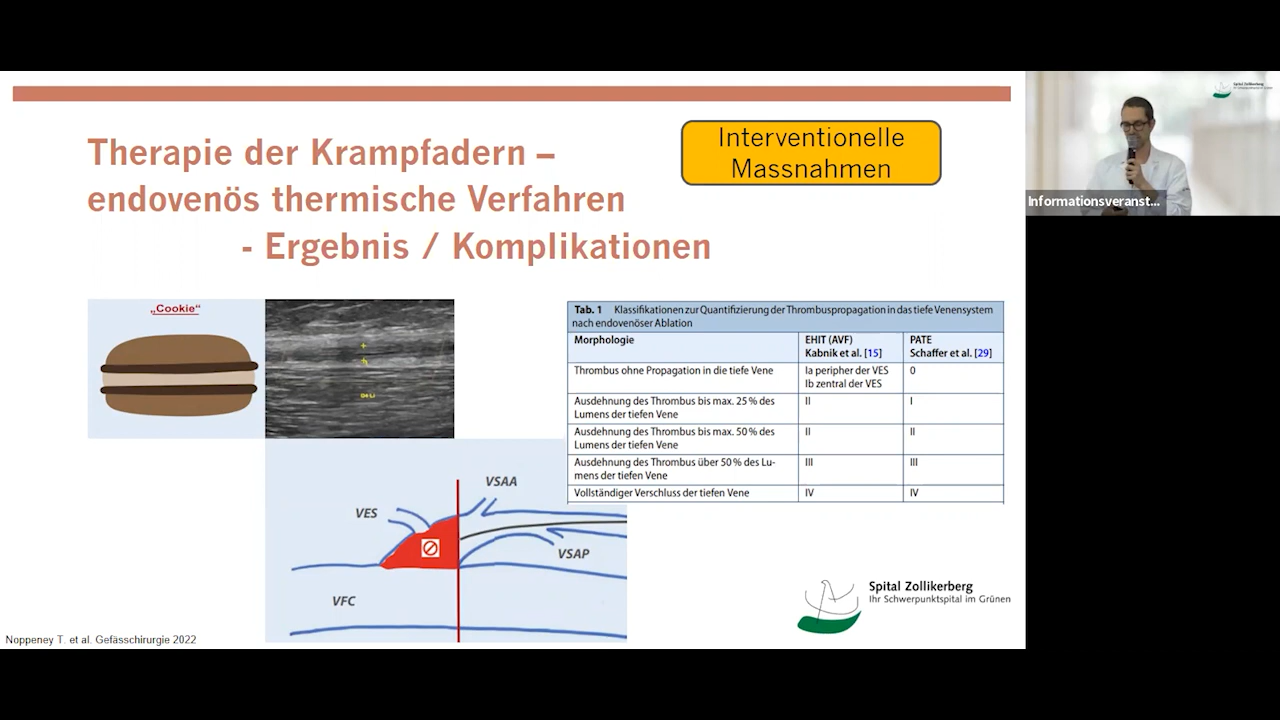 Therapie der Krampfadern –
endovenös thermische Verfahren
- Ergebnis / Komplikationen
Interventionelle
Massnahmen
Spital Zollikerberg
Informationsveranst...
„Cookie“
Tab. 1 Klassifikationen zur Quantifizierung der Thrombuspropagation in das tiefe Venensystem
nach endovenöser Ablation
Morphologie EHIT (AVF) PATE
Kabnik et al. [15] Schaffer et al. [29]
Thrombus ohne Propagation in die tiefe Vene Ia peripher der VES 0
Ib zentral der VES
Ausdehnung des Thrombus bis max. 25 % des II I
Lumens der tiefen Vene
Ausdehnung des Thrombus bis max. 50 % des II II
Lumens der tiefen Vene
Ausdehnung des Thrombus über 50 % des Lu- III III
mens der tiefen Vene
Vollständiger Verschluss der tiefen Vene IV IV
VSAA
VES
VSAP
VFC
Spital Zollikerberg
Ihr Schwerpunktspital im Grünen
Noppeney T. et al. Gefässchirurgie 2022